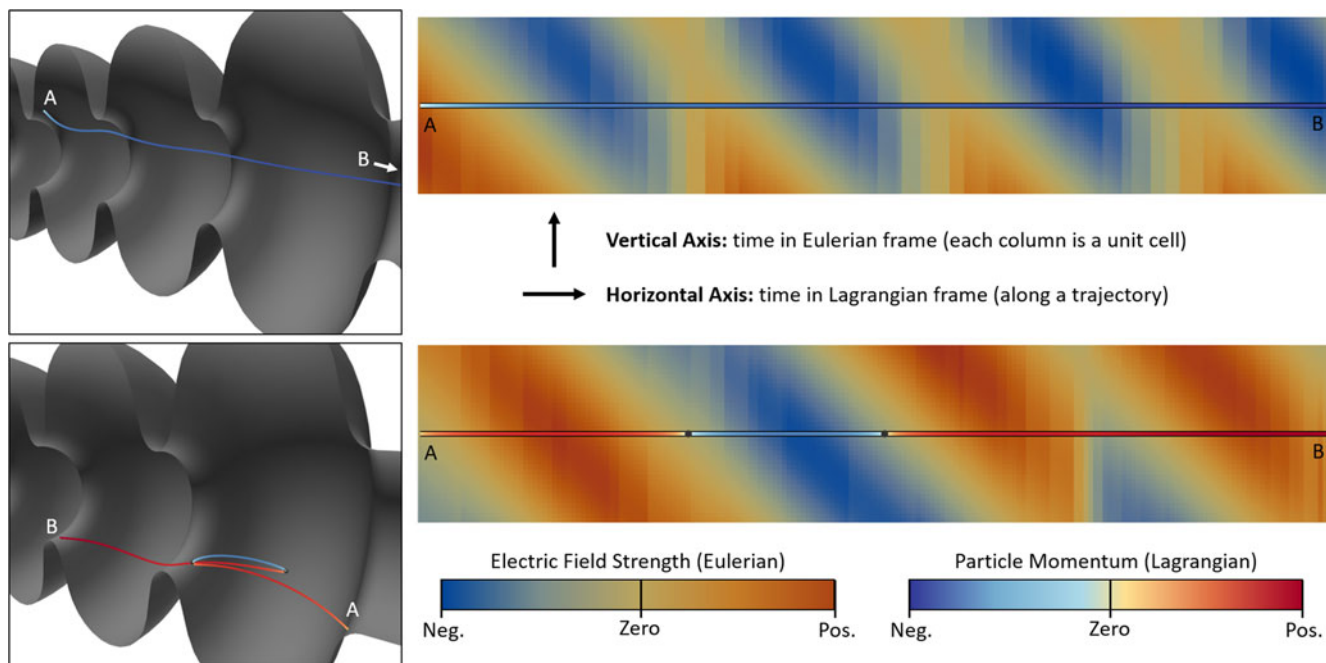 A
B
A
B
Vertical Axis: time in Eulerian frame (each column is a unit cell)
Horizontal Axis: time in Lagrangian frame (along a trajectory)
B
A
A
B
Electric Field Strength (Eulerian)
Neg. Zero Pos.
Particle Momentum (Lagrangian)
Neg. Zero Pos.